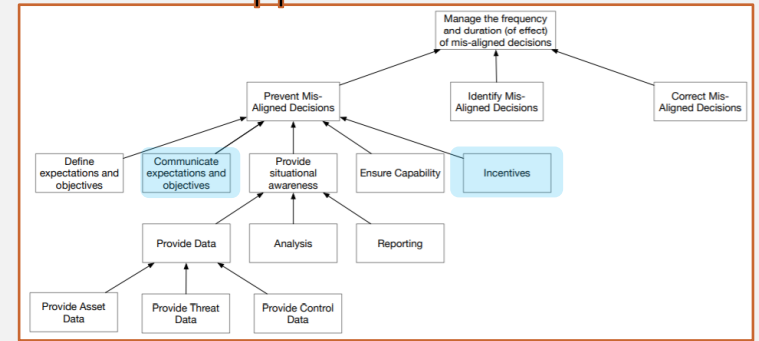 Manage the frequency
and duration (of effect)
of mis-aligned decisions
Prevent Mis-
Aligned Decisions
Identify Mis-
Aligned Decisions
Correct Mis-
Aligned Decisions
Define
expectations and
objectives
Communicate
expectations and
objectives
Provide
situational
awareness
Ensure Capability
Incentives
Provide Data
Analysis
Reporting
Provide Asset
Data
Provide Threat
Data
Provide Control
Data